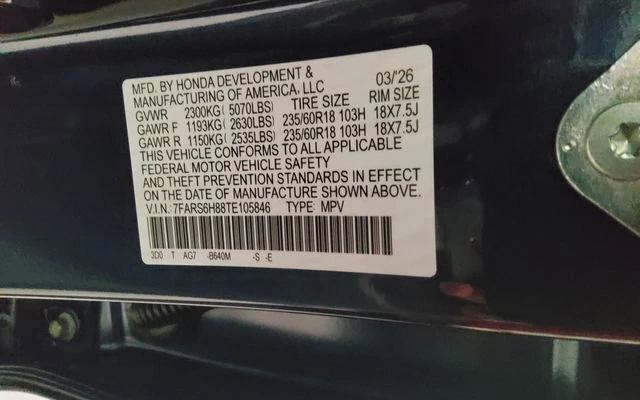 MFD. BY HONDA DEVELOPMENT & 03/'26
MANUFACTURING OF AMERICA, LLC
GVWR 2300KG ( 5070LBS) TIRE SIZE RIM SIZE
GAWR F 1193KG ( 2630LBS) 235/60R18 103H 18X7.5J
GAWR R 1150KG ( 2535LBS) 235/60R18 103H 18X7.5J
THIS VEHICLE CONFORMS TO ALL APPLICABLE
FEDERAL MOTOR VEHICLE SAFETY
AND THEFT PREVENTION STANDARDS IN EFFECT
ON THE DATE OF MANUFACTURE SHOWN ABOVE.
V.I.N.:7FARS6H88TE105846 TYPE: MPV
3D0 T AG7 -B640M -S -E